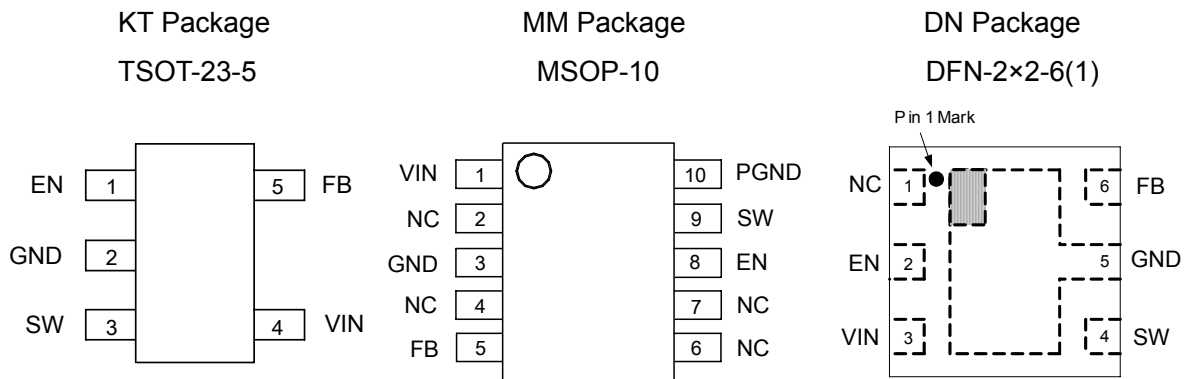 KT Package
TSOT-23-5
EN 1 5 FB
GND 2
SW 3 4 VIN
MM Package
MSOP-10
VIN 1 10 PGND
NC 2 9 SW
GND 3 8 EN
NC 4 7 NC
FB 5 6 NC
DN Package
DFN-2×2-6(1)
Pin 1 Mark
NC 1 6 FB
EN 2 5 GND
VIN 3 4 SW